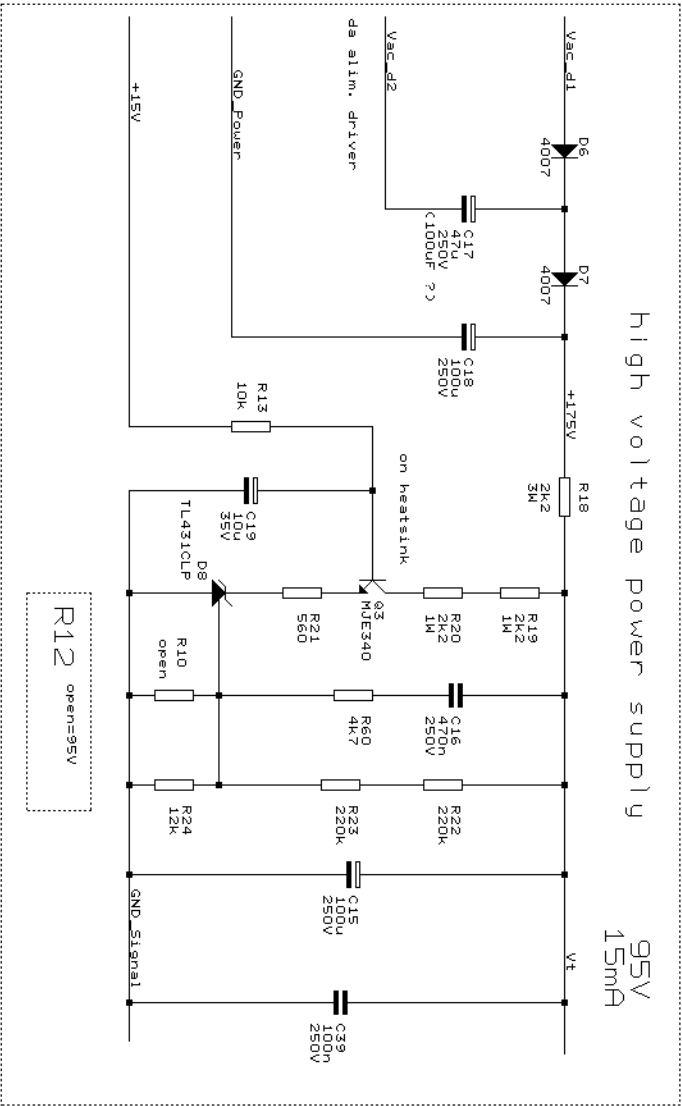 high voltage power supply
95V
15mA
Vac_d1
D6
4007
D7
4007
+175V
R18
2k2
3W
Vt
Vac_d2
da alim. driver
C17
47u
250V
(100uF ?)
C18
100u
250V
GND_Power
+15V
R13
10k
on heatsink
C19
10u
35V
D8
TL431CLP
R21
560
Q3
MJE340
R20
2k2
1W
R19
2k2
1W
R10
open
R60
4k7
C16
470n
250V
R24
12k
R23
220k
R22
220k
C15
100u
250V
C39
100n
250V
GND_Signal
R12 open=95V